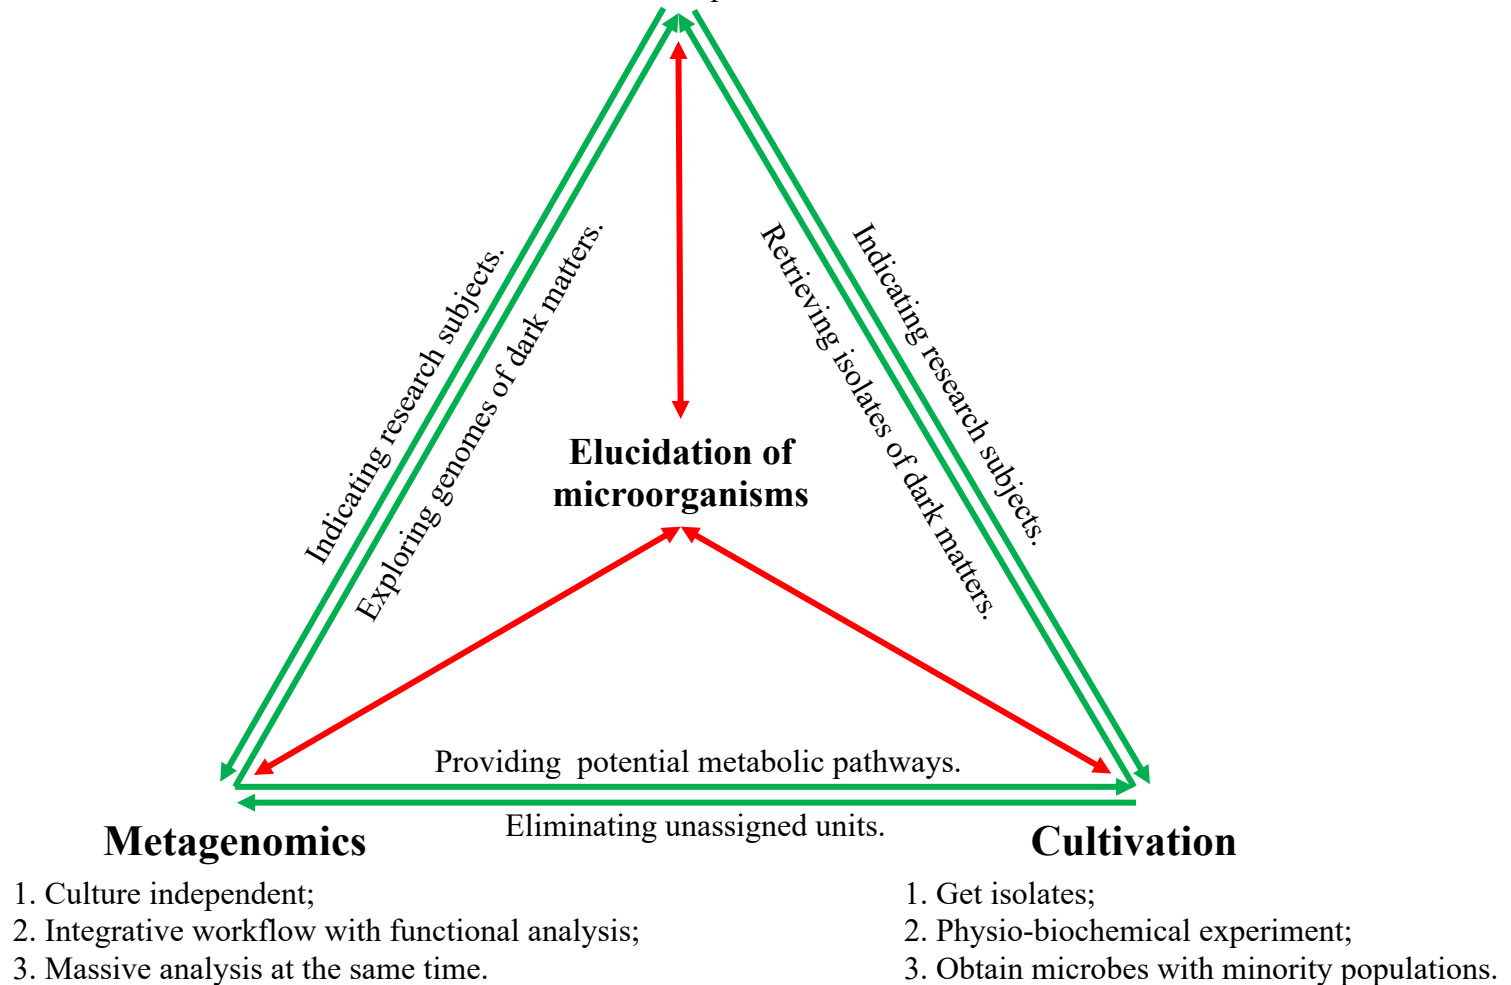 Indicating research subjects.
Exploring genomes of dark matters.
Retrieving isolates of dark matters.
Indicating research subjects.
Elucidation of
microorganisms
Providing potential metabolic pathways.
Eliminating unassigned units.
Metagenomics
1. Culture independent;
2. Integrative workflow with functional analysis;
3. Massive analysis at the same time.
Cultivation
1. Get isolates;
2. Physio-biochemical experiment;
3. Obtain microbes with minority populations.